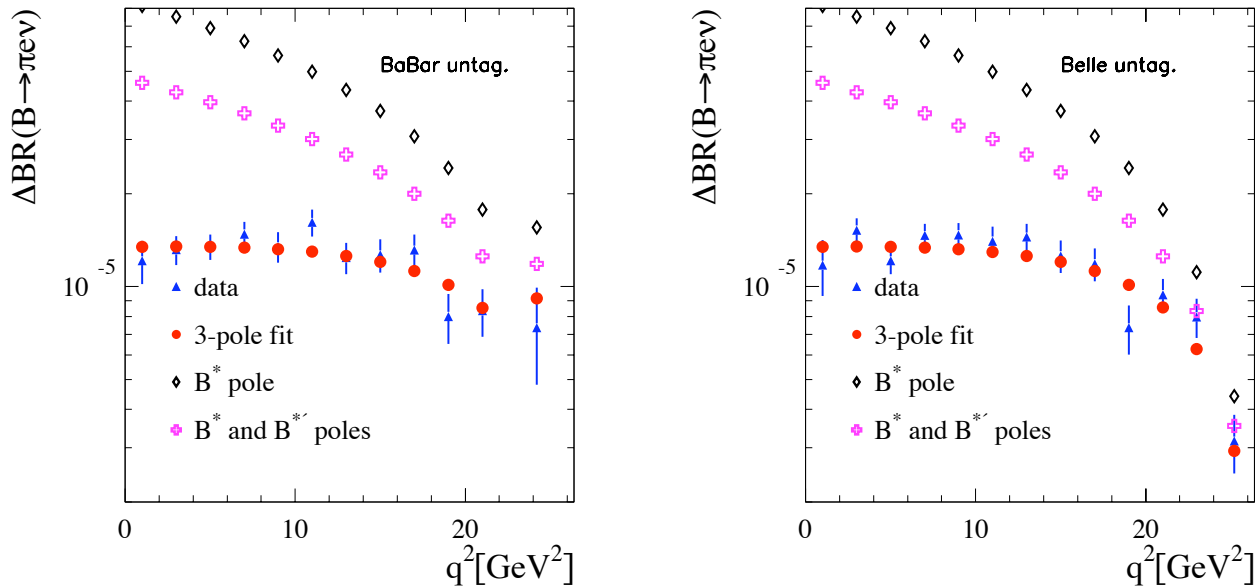 ΔBR(B→πeν)
BaBar untag.
10⁻⁵
data
3-pole fit
B* pole
B* and B*′ poles
0 10 20
q²[GeV²]
ΔBR(B→πeν)
Belle untag.
10⁻⁵
data
3-pole fit
B* pole
B* and B*′ poles
0 10 20
q²[GeV²]